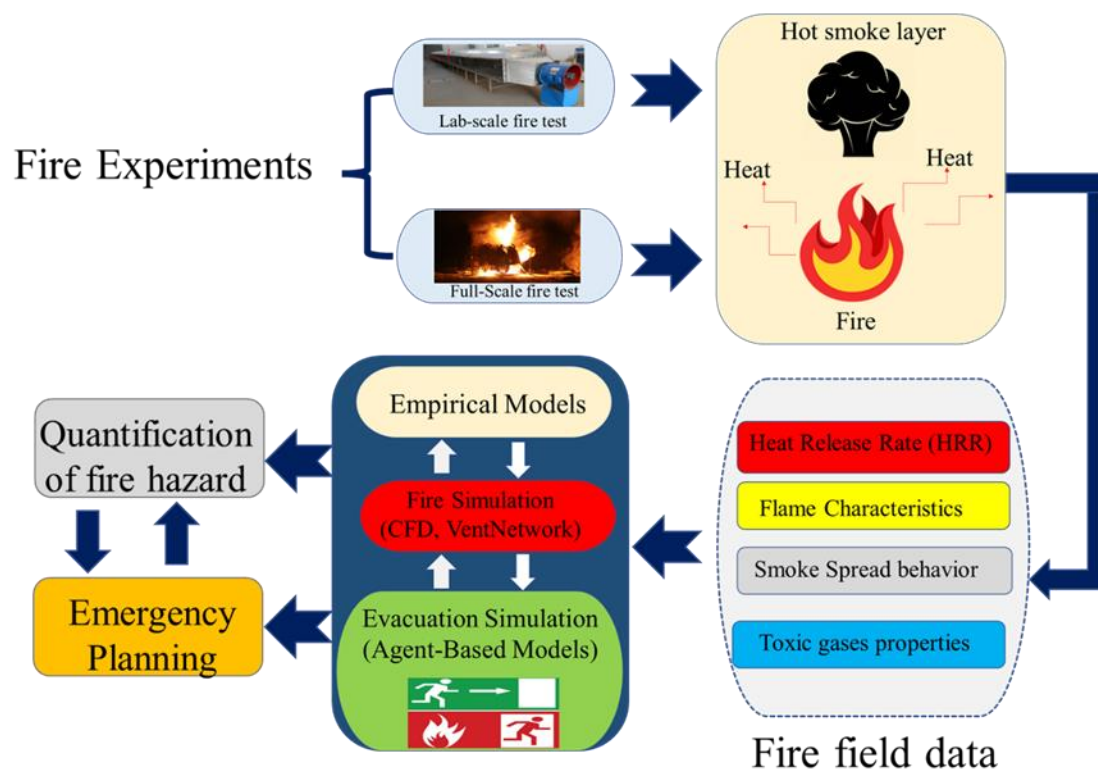 Fire Experiments
Lab-scale fire test
Full-Scale fire test
Hot smoke layer
Heat
Heat
Fire
Heat Release Rate (HRR)
Flame Characteristics
Smoke Spread behavior
Toxic gases properties
Fire field data
Empirical Models
Fire Simulation
(CFD, VentNetwork)
Evacuation Simulation
(Agent-Based Models)
Quantification
of fire hazard
Emergency
Planning